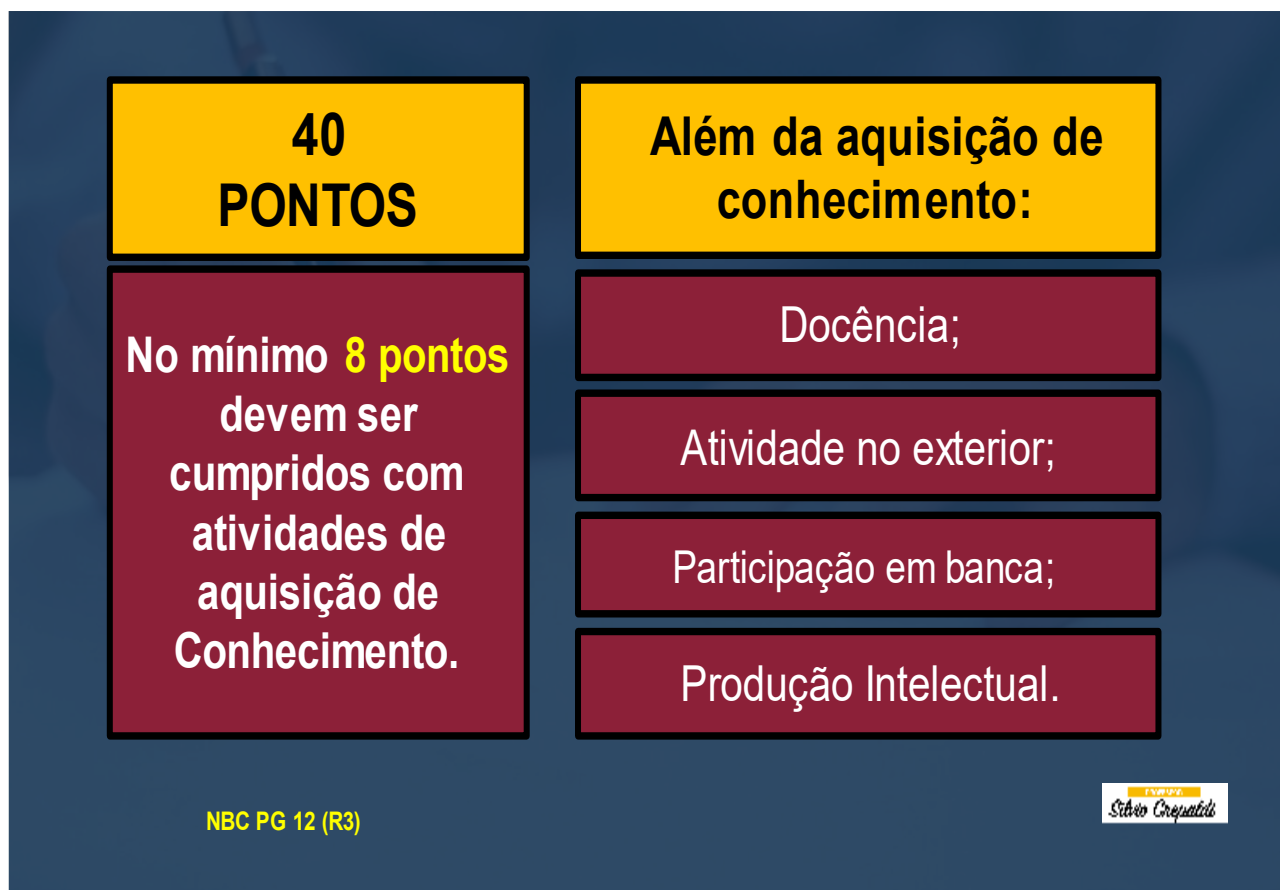 40
PONTOS
No mínimo 8 pontos
devem ser
cumpridos com
atividades de
aquisição de
Conhecimento.
Além da aquisição de
conhecimento:
Docência;
Atividade no exterior;
Participação em banca;
Produção Intelectual.
NBC PG 12 (R3)
Silvio Crepaldi